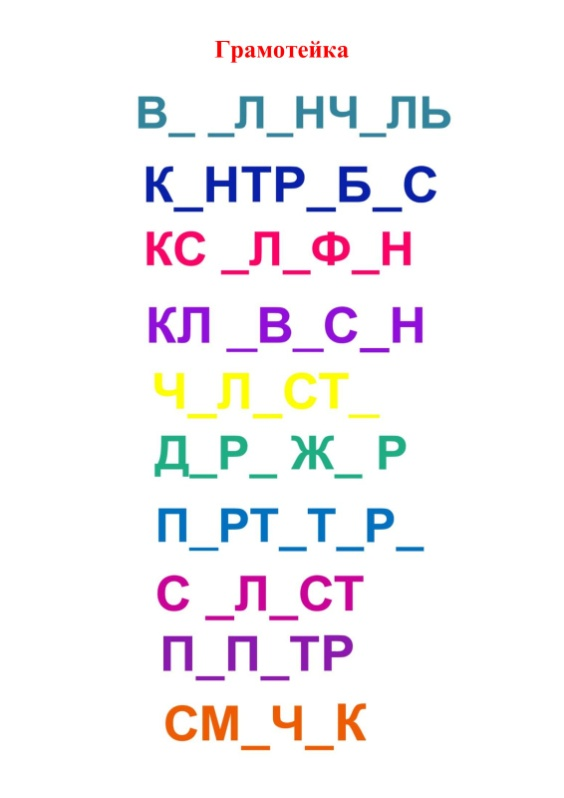 Грамотейка
В_ _Л_НЧ_ЛЬ
К_НТР_Б_С
КС _Л_Ф_Н
КЛ _В_С_Н
Ч_Л_СТ_
Д_Р_ Ж_ Р
П_РТ_Т_Р_
С _Л_СТ
П_П_ТР
СМ_Ч_К